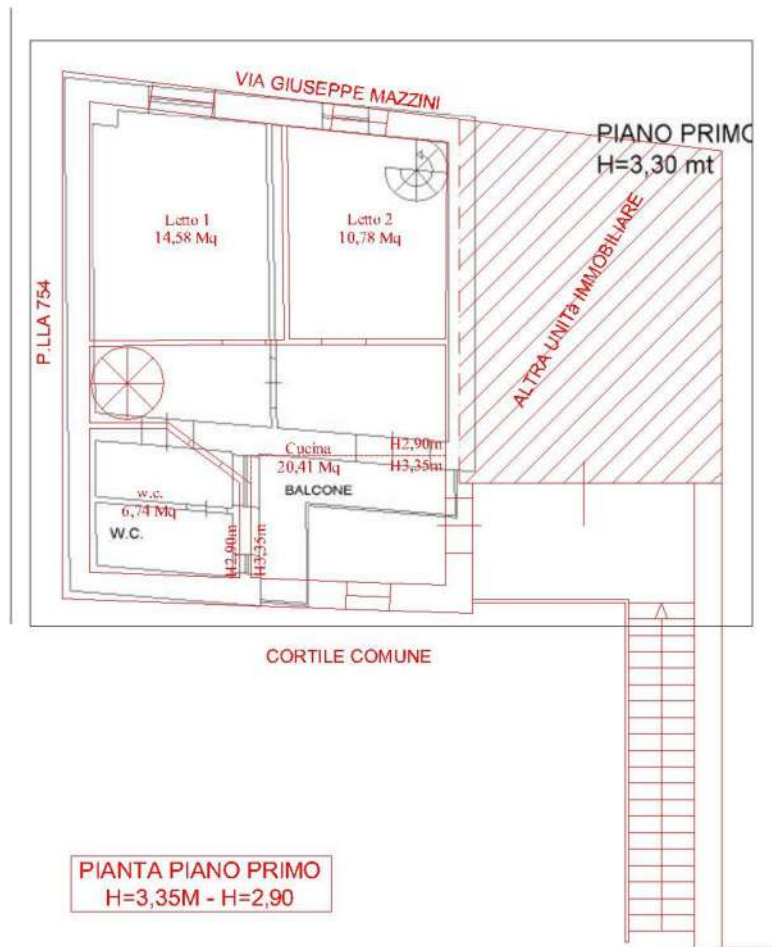 VIA GIUSEPPE MAZZINI
PIANO PRIMO
H=3,30 mt
Letto 1
14,58 Mq
Letto 2
10,78 Mq
ALTRA UNITà IMMOBILIARE
P.LLA 754
Cucina
20,41 Mq
H2,90m
H3,35m
BALCONE
w.c.
6,74 Mq
W.C.
H2,90m
H3,35m
CORTILE COMUNE
PIANTA PIANO PRIMO
H=3,35M - H=2,90